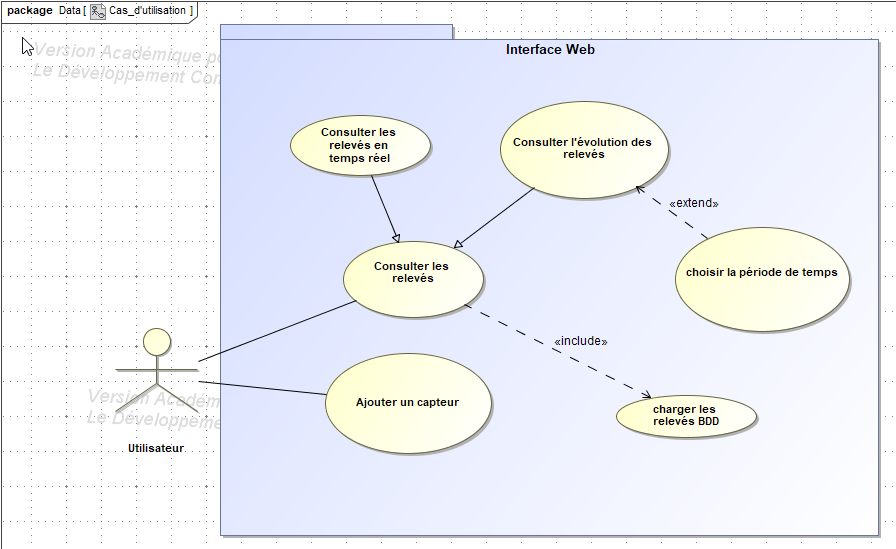 package Data [ Cas_d'utilisation ]
Version Académique po
Le Développement Com
Interface Web
Consulter les
relevés en
temps réel
Consulter l'évolution des
relevés
«extend»
choisir la période de temps
Consulter les
relevés
«include»
Ajouter un capteur
charger les
relevés BDD
Version Académ
Le Développeme
Utilisateur